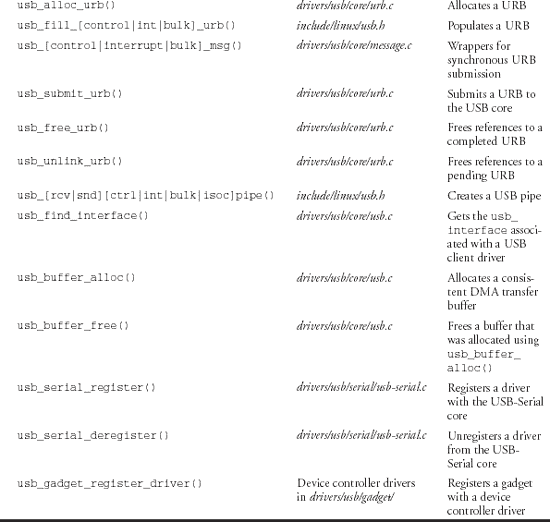 usb_alloc_urb() drivers/usb/core/urb.c Allocates a URB
usb_fill_[control|int|bulk]_urb() include/linux/usb.h Populates a URB
usb_[control|interrupt|bulk]_msg() drivers/usb/core/message.c Wrappers for
synchronous URB
submission
usb_submit_urb() drivers/usb/core/urb.c Submits a URB to
the USB core
usb_free_urb() drivers/usb/core/urb.c Frees references to a
completed URB
usb_unlink_urb() drivers/usb/core/urb.c Frees references to a
pending URB
usb_[rcv|snd][ctrl|int|bulk|isoc]pipe() include/linux/usb.h Creates a USB pipe
usb_find_interface() drivers/usb/core/usb.c Gets the usb_
interface associ-
ated with a USB
client driver
usb_buffer_alloc() drivers/usb/core/usb.c Allocates a consis-
tent DMA transfer
buffer
usb_buffer_free() drivers/usb/core/usb.c Frees a buffer that
was allocated using
usb_buffer_
alloc()
usb_serial_register() drivers/usb/serial/usb-serial.c Registers a driver
with the USB-Serial
core
usb_serial_deregister() drivers/usb/serial/usb-serial.c Unregisters a driver
from the USB-
Serial core
usb_gadget_register_driver() Device controller drivers Registers a gadget
in drivers/usb/gadget/ with a device
controller driver